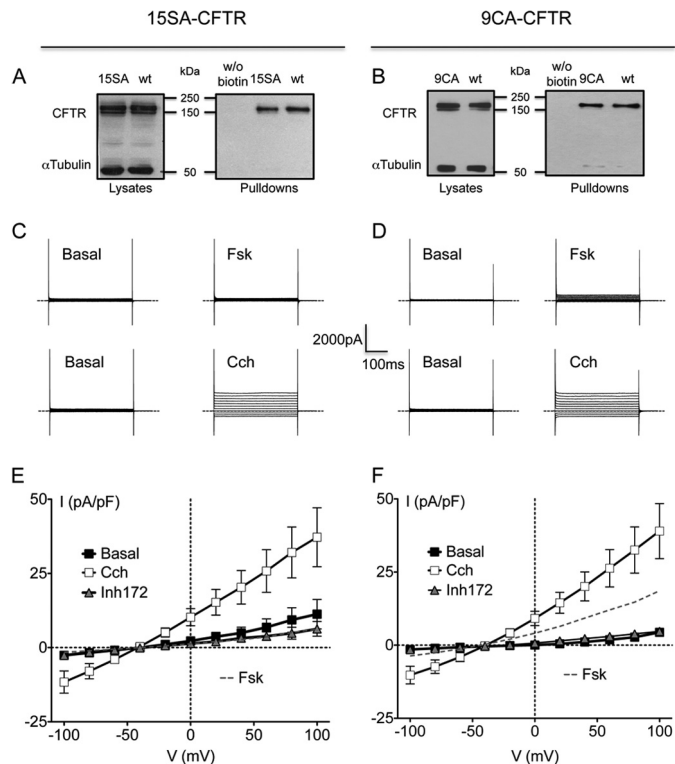 15SA-CFTR
9CA-CFTR
A
15SA wt
kDa
w/o
biotin 15SA wt
CFTR
250
150
αTubulin
50
Lysates
Pulldowns
B
9CA wt
kDa
w/o
biotin 9CA wt
CFTR
250
150
αTubulin
50
Lysates
Pulldowns
C
Basal
Fsk
Basal
Cch
D
Basal
Fsk
Basal
Cch
2000pA
100ms
E
I (pA/pF)
50
25
0
-25
Basal
Cch
Inh172
Fsk
-100 -50 0 50 100
V (mV)
F
I (pA/pF)
50
25
0
-25
Basal
Cch
Inh172
Fsk
-100 -50 0 50 100
V (mV)